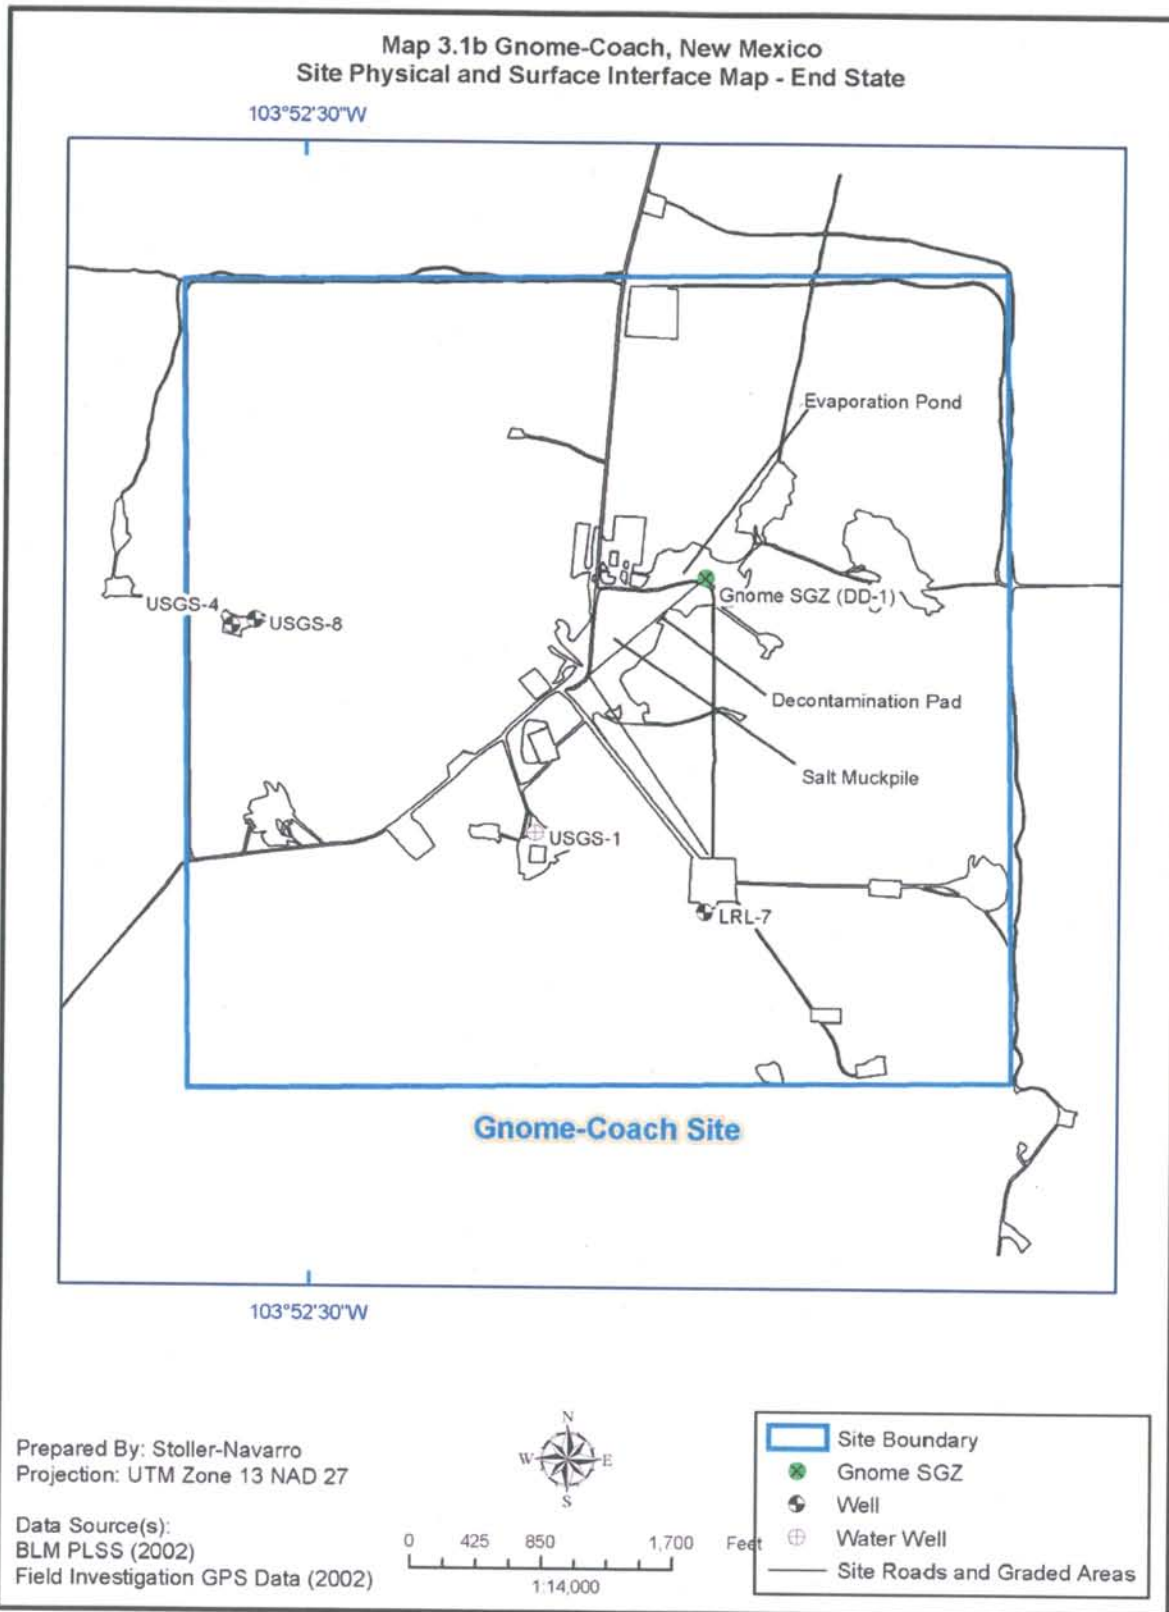 Map 3.1b Gnome-Coach, New Mexico
Site Physical and Surface Interface Map - End State
103°52'30"W
Evaporation Pond
Gnome SGZ (DD-1)
USGS-4
USGS-8
Decontamination Pad
Salt Muckpile
USGS-1
LRL-7
Gnome-Coach Site
103°52'30"W
Prepared By: Stoller-Navarro
Projection: UTM Zone 13 NAD 27
Data Source(s):
BLM PLSS (2002)
Field Investigation GPS Data (2002)
N
W E
S
0 425 850 1,700 Feet
1:14,000
Site Boundary
Gnome SGZ
Well
Water Well
Site Roads and Graded Areas